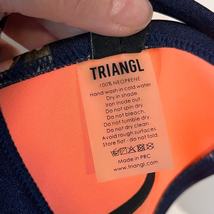 TRIANGL
100% NEOPRENE
Hand wash in cold water
Dry in shade
Iron inside out
Do not spin dry
Do not bleach.
Do not tumble dry
Do not dry clean
Avoid rough surfaces
Store flat - do not fold.
Made in PRC
www.triangl.com